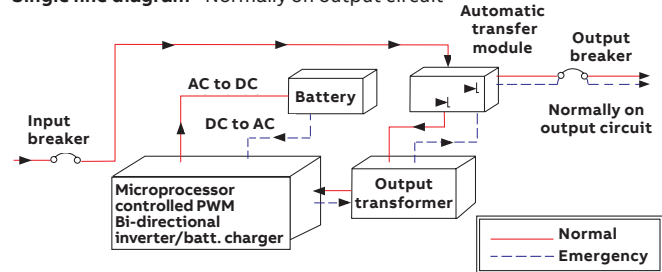 Single line diagram - Normally on output circuit
Automatic
transfer
module
Output
breaker
AC to DC
Battery
DC to AC
Input
breaker
Normally on
output circuit
Microprocessor
controlled PWM
Bi-directional
inverter/batt. charger
Output
transformer
Normal
Emergency